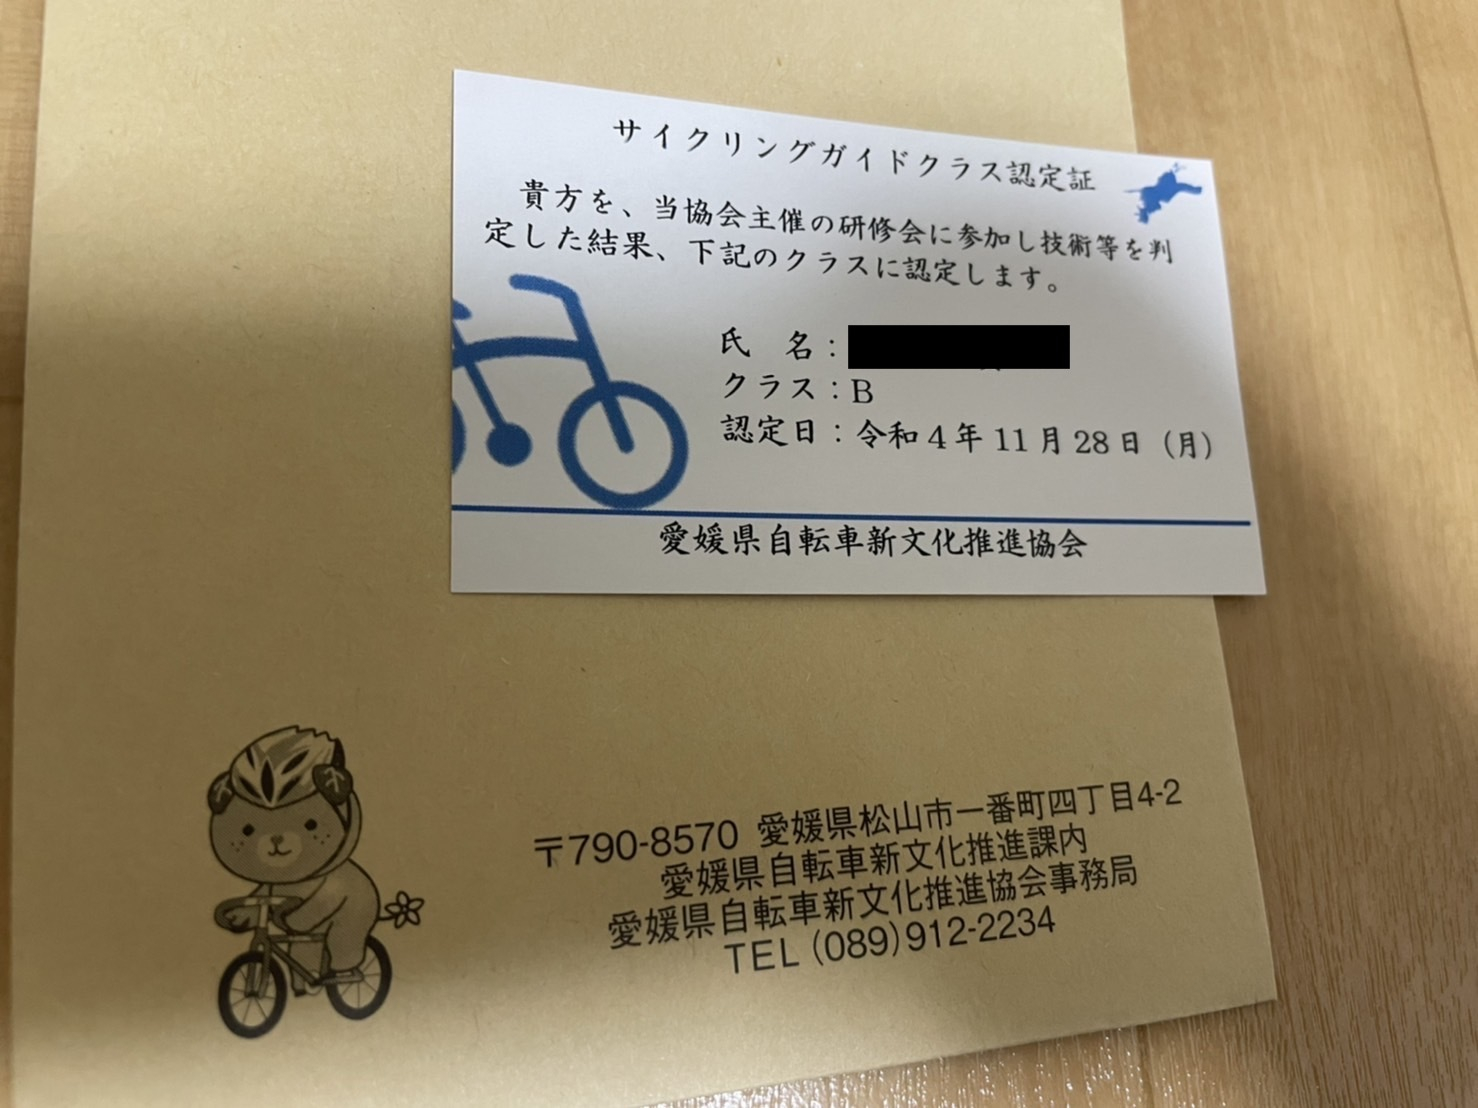 サイクリングガイドクラス認定証
貴方を、当協会主催の研修会に参加し技術等を判
定した結果、下記のクラスに認定します。
氏　名：
クラス：B
認定日：令和4年11月28日（月）
愛媛県自転車新文化推進協会
〒790-8570 愛媛県松山市一番町四丁目4-2
愛媛県自転車新文化推進課内
愛媛県自転車新文化推進協会事務局
TEL（089）912-2234